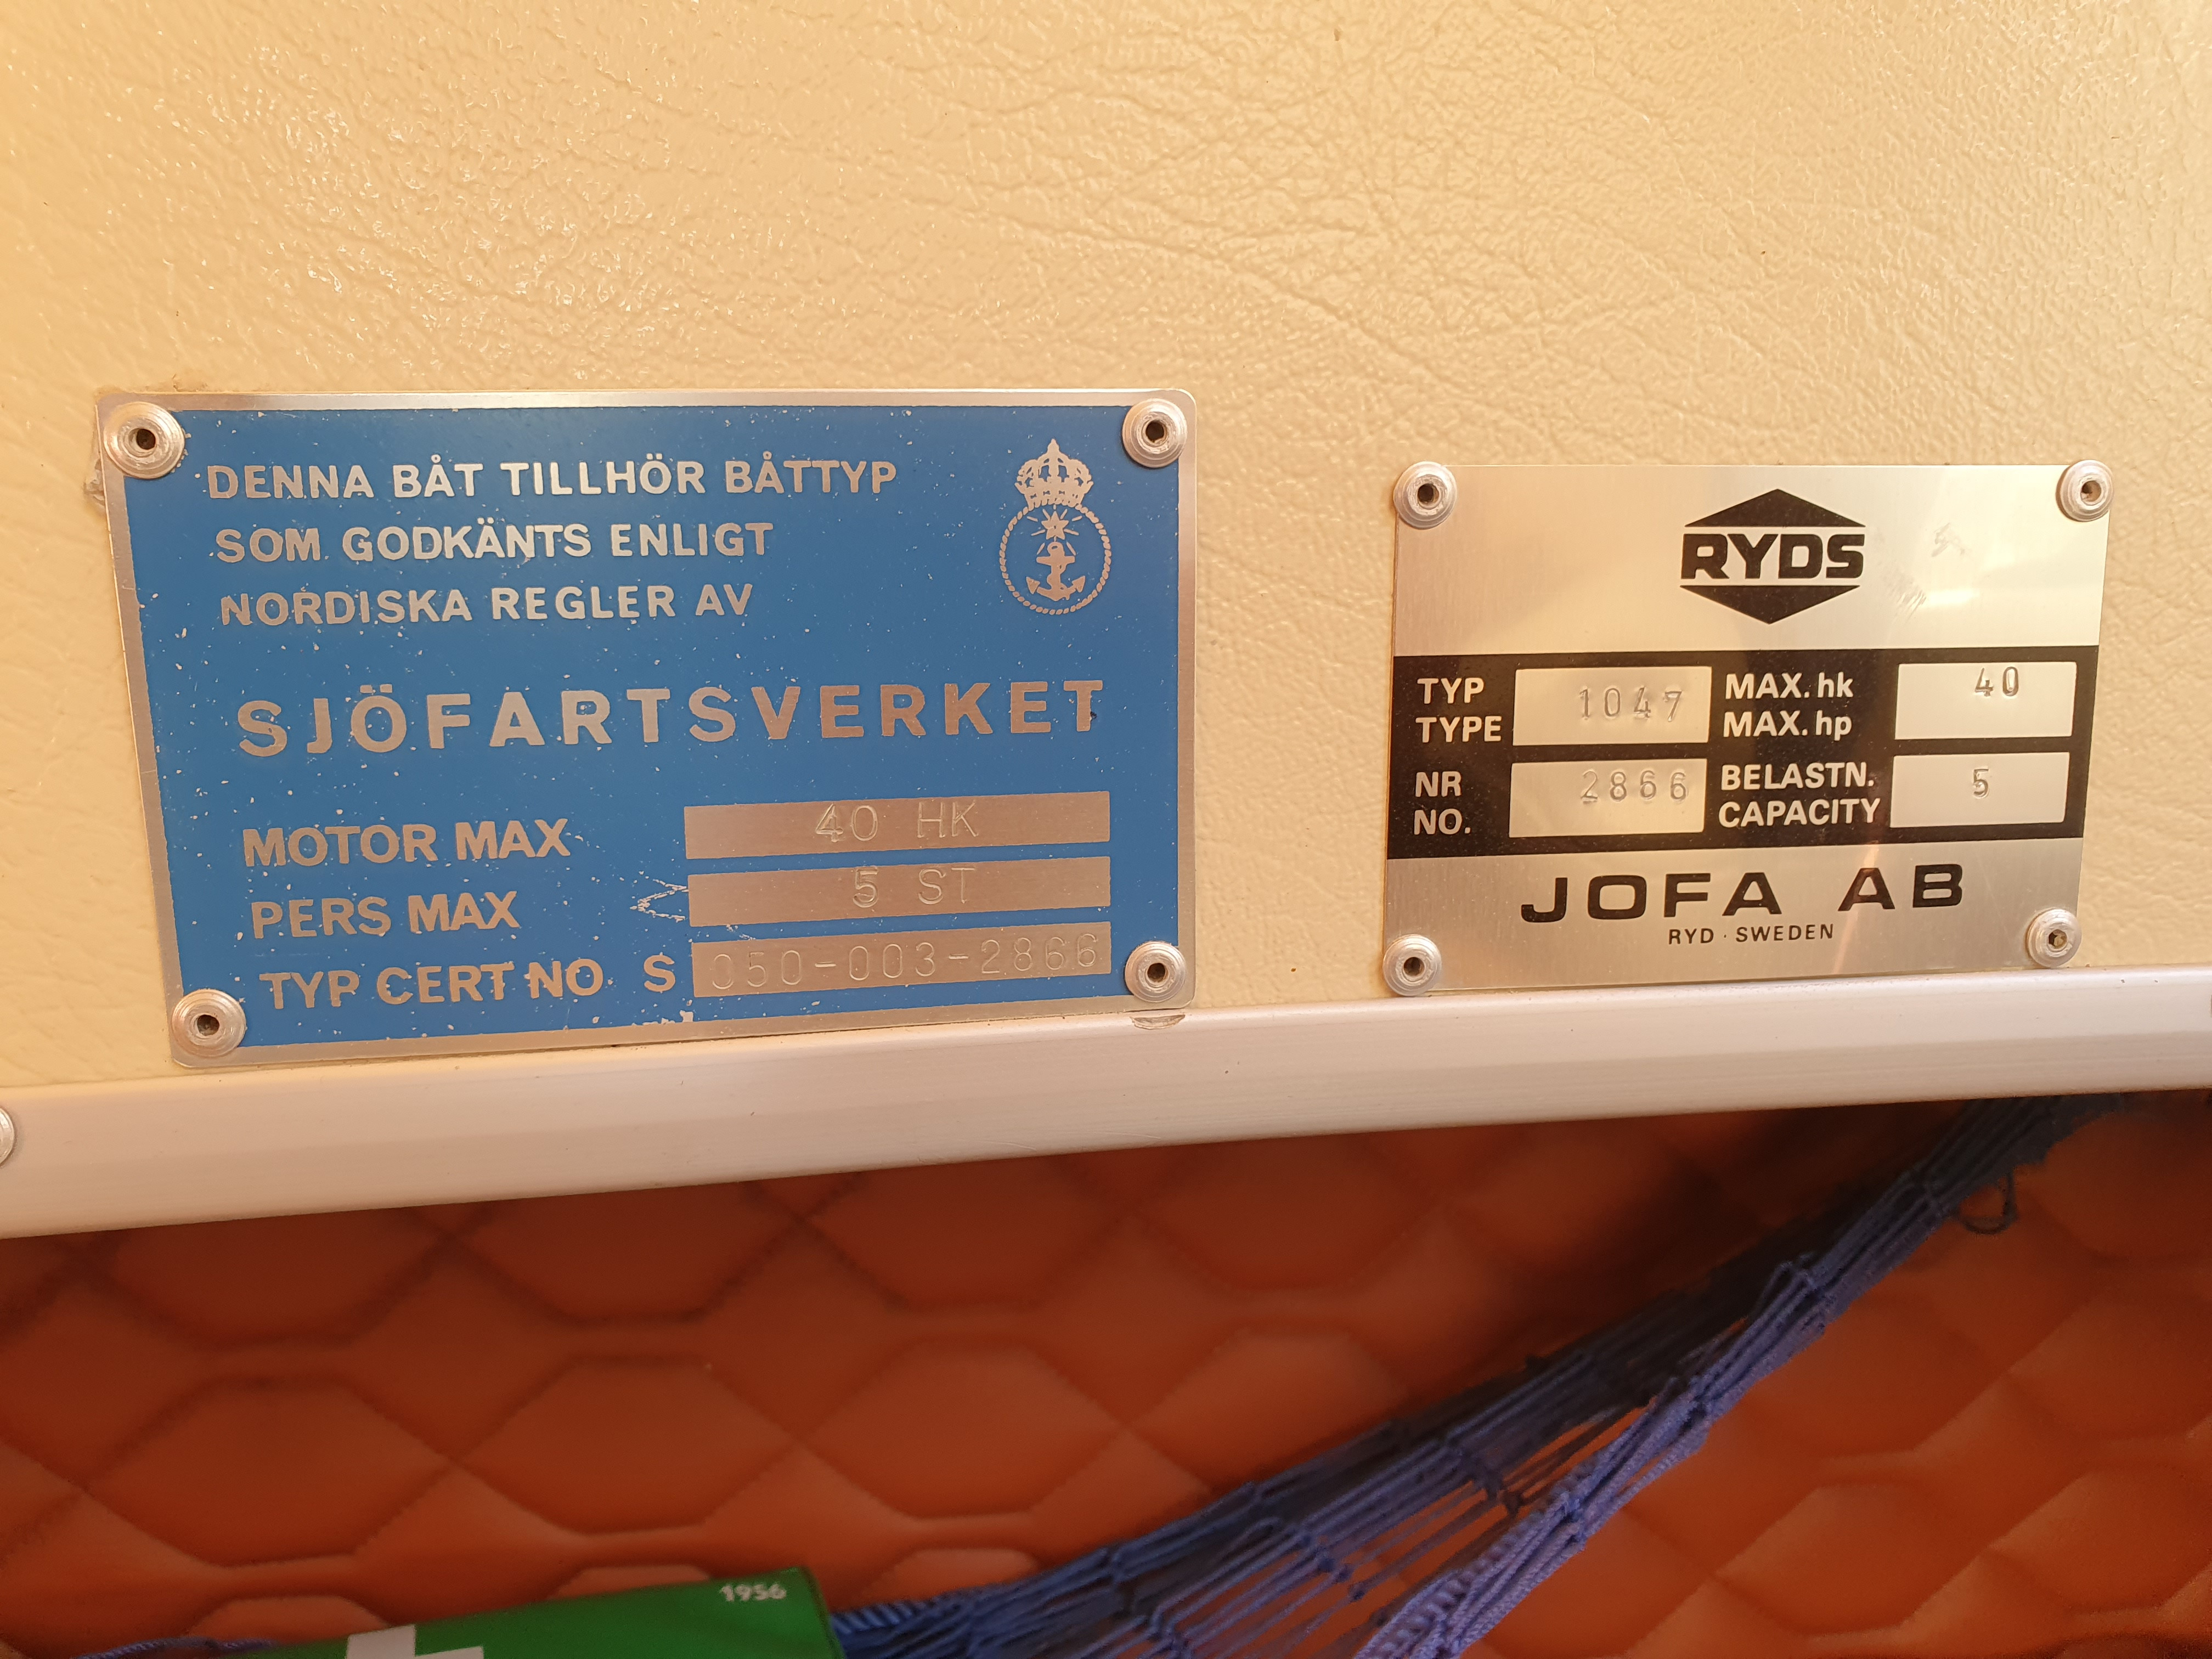 DENNA BÅT TILLHÖR BÅTTYP
SOM GODKÄNTS ENLIGT
NORDISKA REGLER AV
SJÖFARTSVERKET
MOTOR MAX 40 HK
PERS MAX 5 ST
TYP CERT NO S 050-003-2866
RYDS
TYP 1047 MAX. hk 40
TYPE MAX. hp
NR 2866 BELASTN. 5
NO. CAPACITY
JOFA AB
RYD · SWEDEN
1956